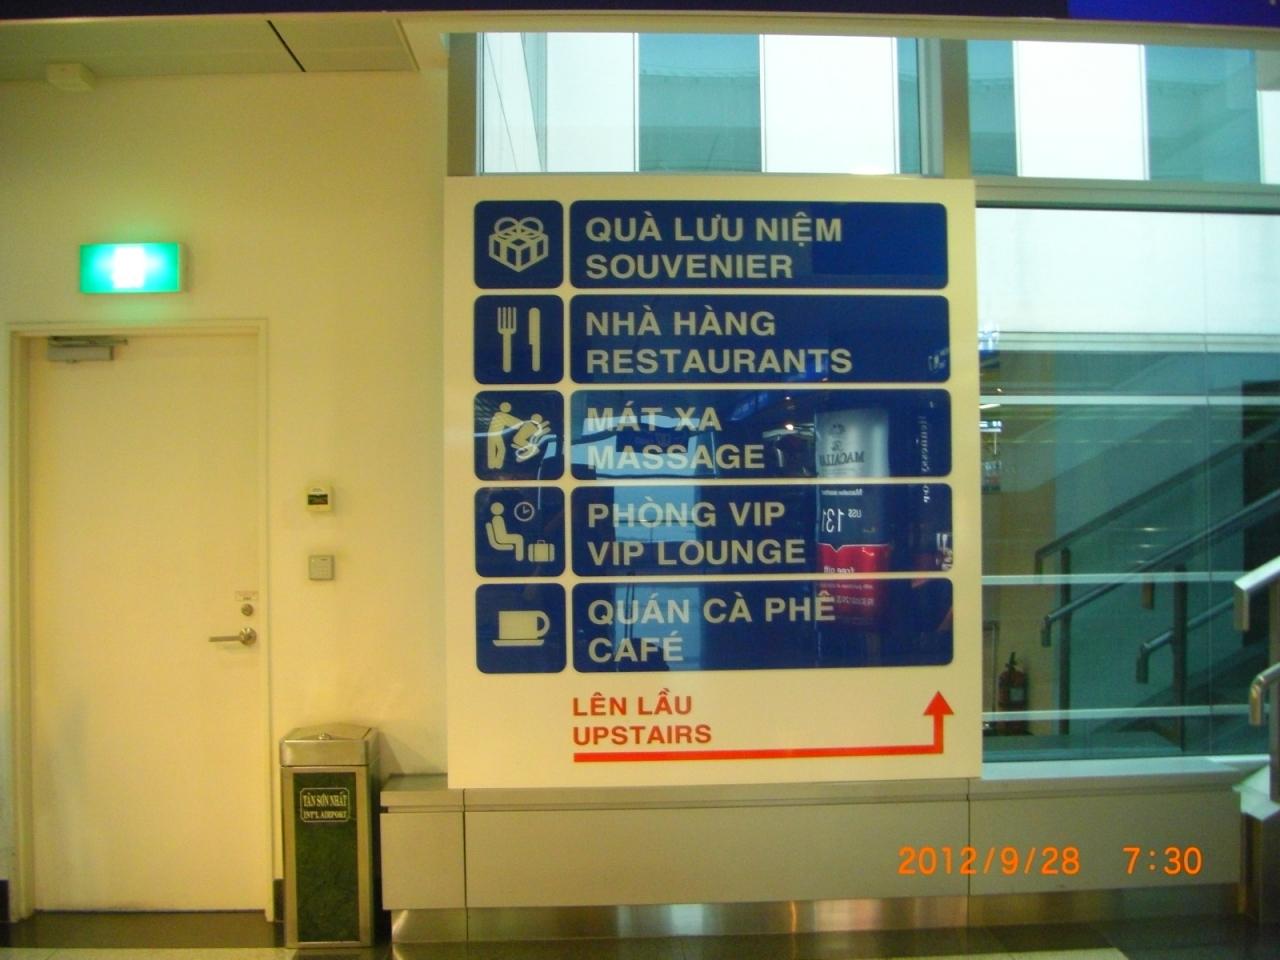 QUÀ LƯU NIỆM
SOUVENIER
NHÀ HÀNG
RESTAURANTS
MÁT XA
MASSAGE
PHÒNG VIP
VIP LOUNGE
QUÁN CÀ PHÊ
CAFÉ
LÊN LẦU
UPSTAIRS
TÂN SƠN NHẤT
INT'L AIRPORT
2012/9/28 7:30